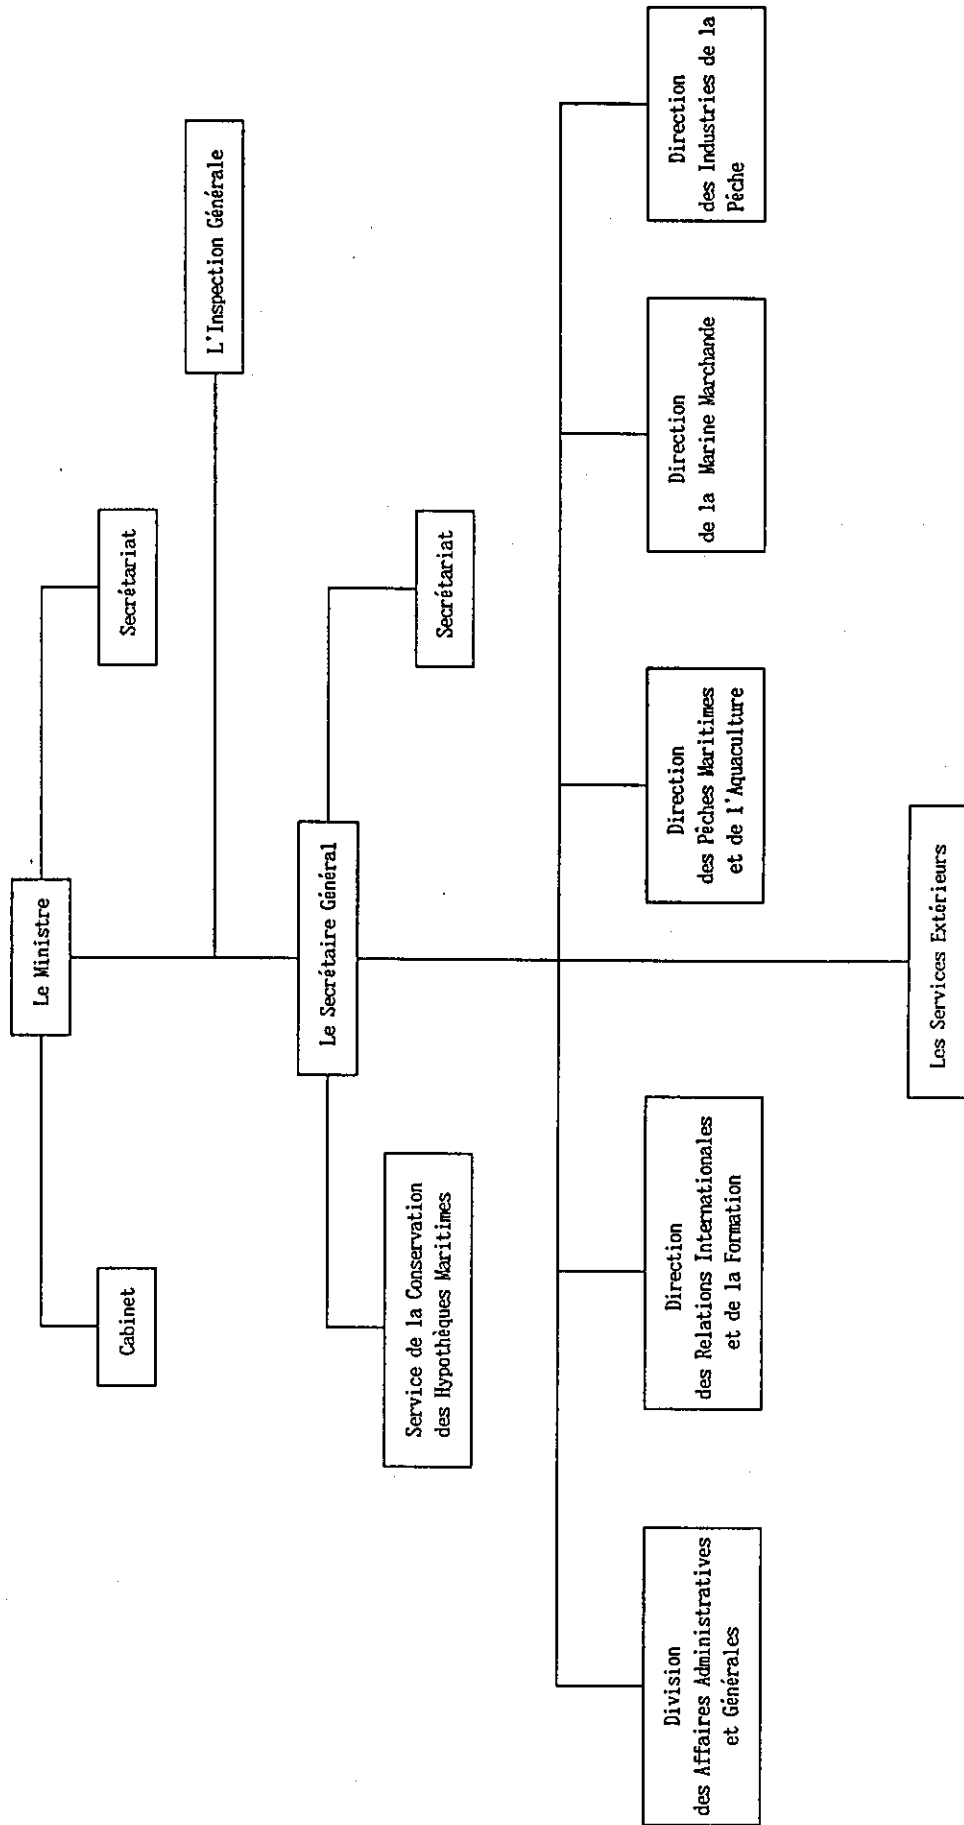 Le Ministre
Cabinet
Secrétariat
L'Inspection Générale
Le Secrétaire Général
Service de la Conservation
des Hypothèques Maritimes
Secrétariat
Division
des Affaires Administratives
et Générales
Direction
des Relations Internationales
et de la Formation
Direction
des Pêches Maritimes
et de l'Aquaculture
Direction
de la Marine Marchande
Direction
des Industries de la
Pêche
Les Services Extérieurs